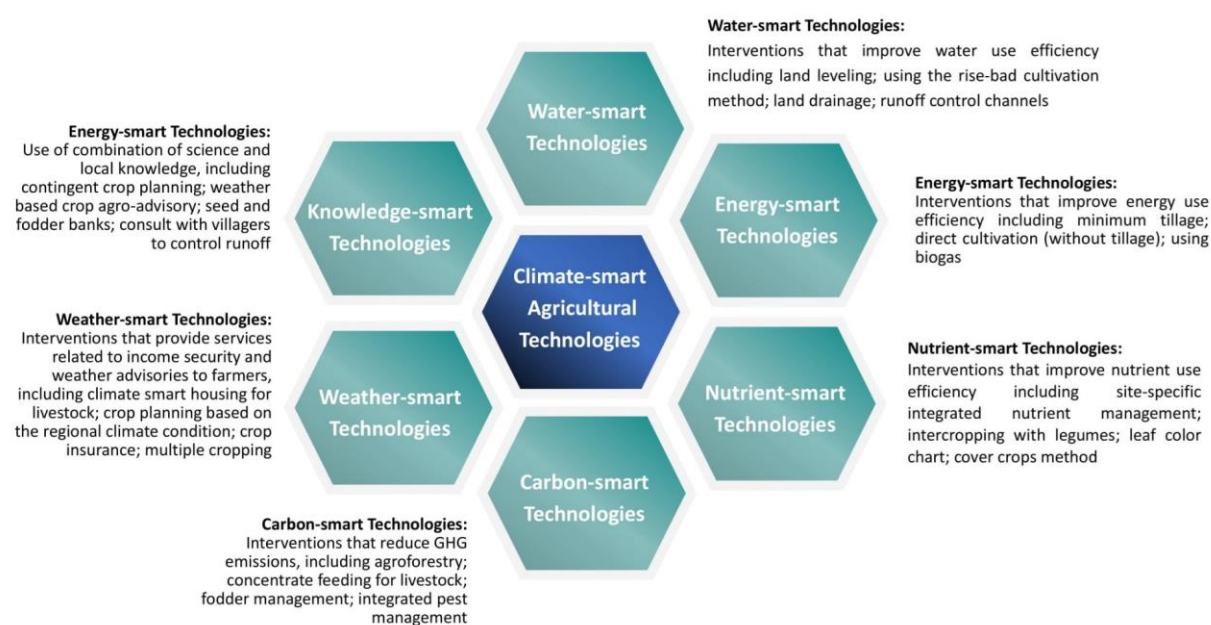 Water-smart Technologies:
Interventions that improve water use efficiency
including land leveling; using the rise-bad cultivation
method; land drainage; runoff control channels
Water-smart
Technologies
Energy-smart Technologies:
Use of combination of science and
local knowledge, including
contingent crop planning; weather
based crop agro-advisory; seed and
fodder banks; consult with villagers
to control runoff
Knowledge-smart
Technologies
Energy-smart
Technologies
Energy-smart Technologies:
Interventions that improve energy use
efficiency including minimum tillage;
direct cultivation (without tillage); using
biogas
Climate-smart
Agricultural
Technologies
Weather-smart Technologies:
Interventions that provide services
related to income security and
weather advisories to farmers,
including climate smart housing for
livestock; crop planning based on
the regional climate condition; crop
insurance; multiple cropping
Weather-smart
Technologies
Nutrient-smart
Technologies
Nutrient-smart Technologies:
Interventions that improve nutrient use
efficiency including site-specific
integrated nutrient management;
intercropping with legumes; leaf color
chart; cover crops method
Carbon-smart
Technologies
Carbon-smart Technologies:
Interventions that reduce GHG
emissions, including agroforestry;
concentrate feeding for livestock;
fodder management; integrated pest
management